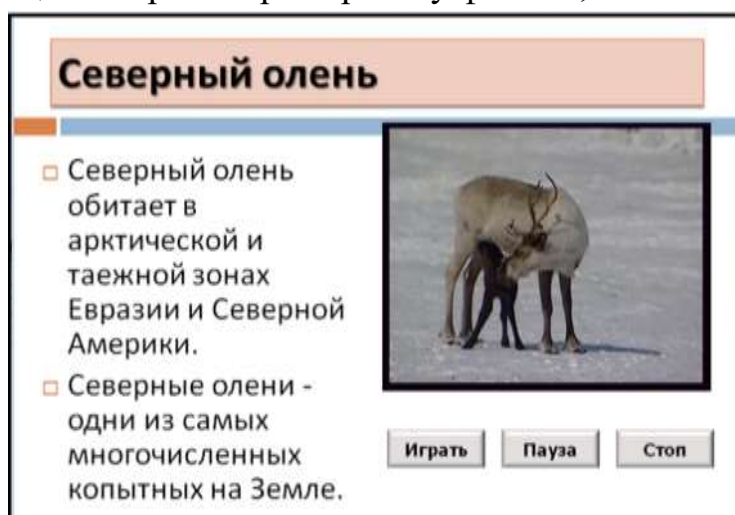 Северный олень
Северный олень
обитает в
арктической и
таежной зонах
Евразии и Северной
Америки.
Северные олени -
одни из самых
многочисленных
копытных на Земле.
Играть Пауза Стоп